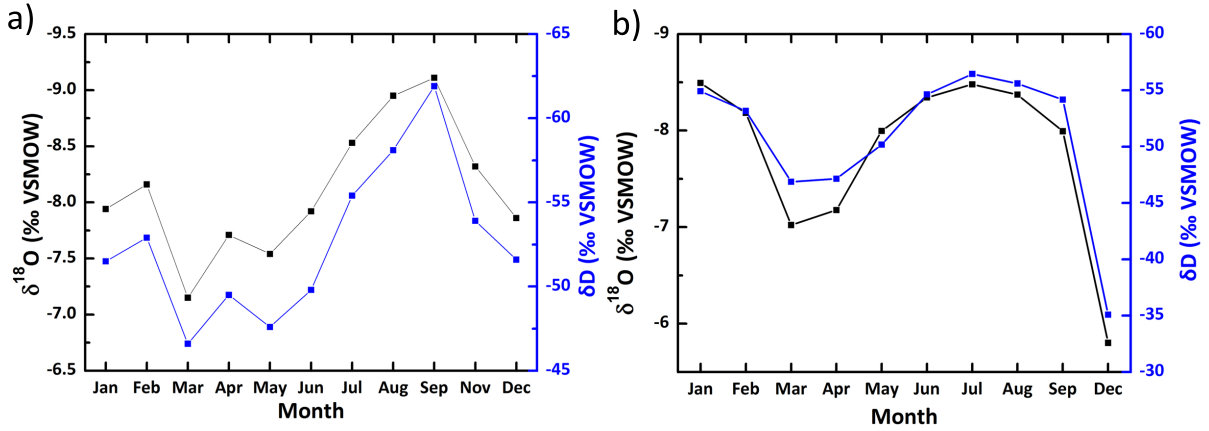 a)
-9.5
-9.0
-8.5
-8.0
-7.5
-7.0
-6.5
δ¹⁸O (‰ VSMOW)
-65
-60
-55
-50
-45
δD (‰ VSMOW)
Jan Feb Mar Apr May Jun Jul Aug Sep Nov Dec
Month
b)
-9
-8
-7
-6
δ¹⁸O (‰ VSMOW)
-60
-55
-50
-45
-40
-35
-30
δD (‰ VSMOW)
Jan Feb Mar Apr May Jun Jul Aug Sep Dec
Month